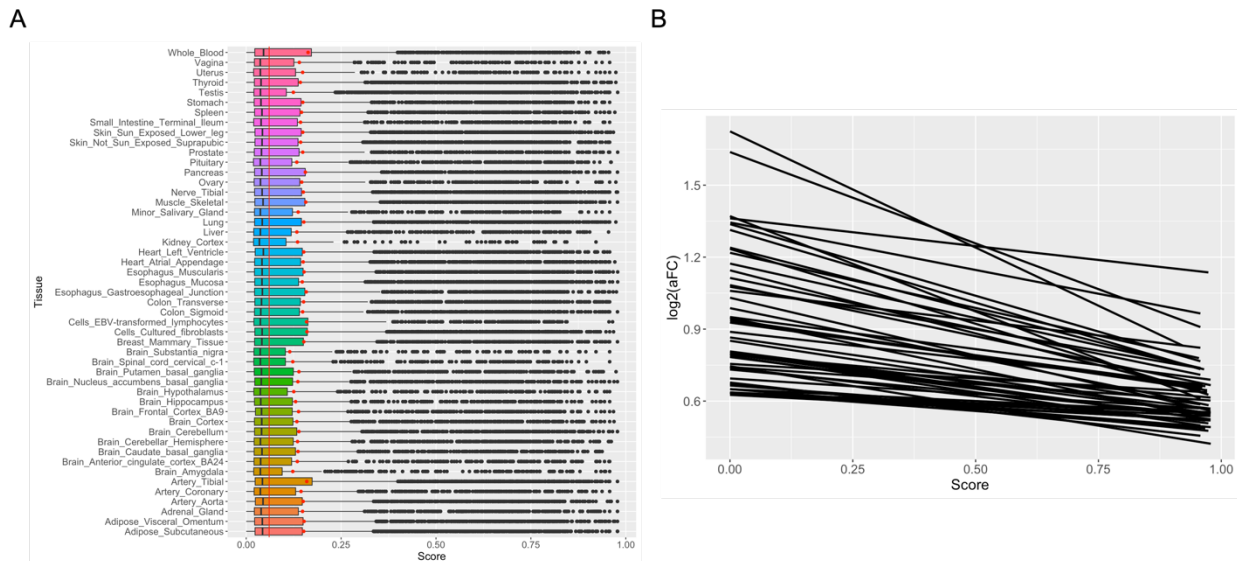 A
B
Whole_Blood
Vagina
Uterus
Thyroid
Testis
Stomach
Spleen
Small_Intestine_Terminal_Ileum
Skin_Sun_Exposed_Lower_leg
Skin_Not_Sun_Exposed_Suprapubic
Prostate
Pituitary
Pancreas
Ovary
Nerve_Tibial
Muscle_Skeletal
Minor_Salivary_Gland
Lung
Liver
Kidney_Cortex
Heart_Left_Ventricle
Heart_Atrial_Appendage
Esophagus_Muscularis
Esophagus_Mucosa
Esophagus_Gastroesophageal_Junction
Colon_Transverse
Colon_Sigmoid
Cells_EBV-transformed_lymphocytes
Cells_Cultured_fibroblasts
Breast_Mammary_Tissue
Brain_Substantia_nigra
Brain_Spinal_cord_cervical_c-1
Brain_Putamen_basal_ganglia
Brain_Nucleus_accumbens_basal_ganglia
Brain_Hypothalamus
Brain_Hippocampus
Brain_Frontal_Cortex_BA9
Brain_Cortex
Brain_Cerebellum
Brain_Cerebellar_Hemisphere
Brain_Caudate_basal_ganglia
Brain_Anterior_cingulate_cortex_BA24
Brain_Amygdala
Artery_Tibial
Artery_Coronary
Artery_Aorta
Adrenal_Gland
Adipose_Visceral_Omentum
Adipose_Subcutaneous
Tissue
0.00 0.25 0.50 0.75 1.00
Score
log2(aFC)
1.5
1.2
0.9
0.6
0.00 0.25 0.50 0.75 1.00
Score